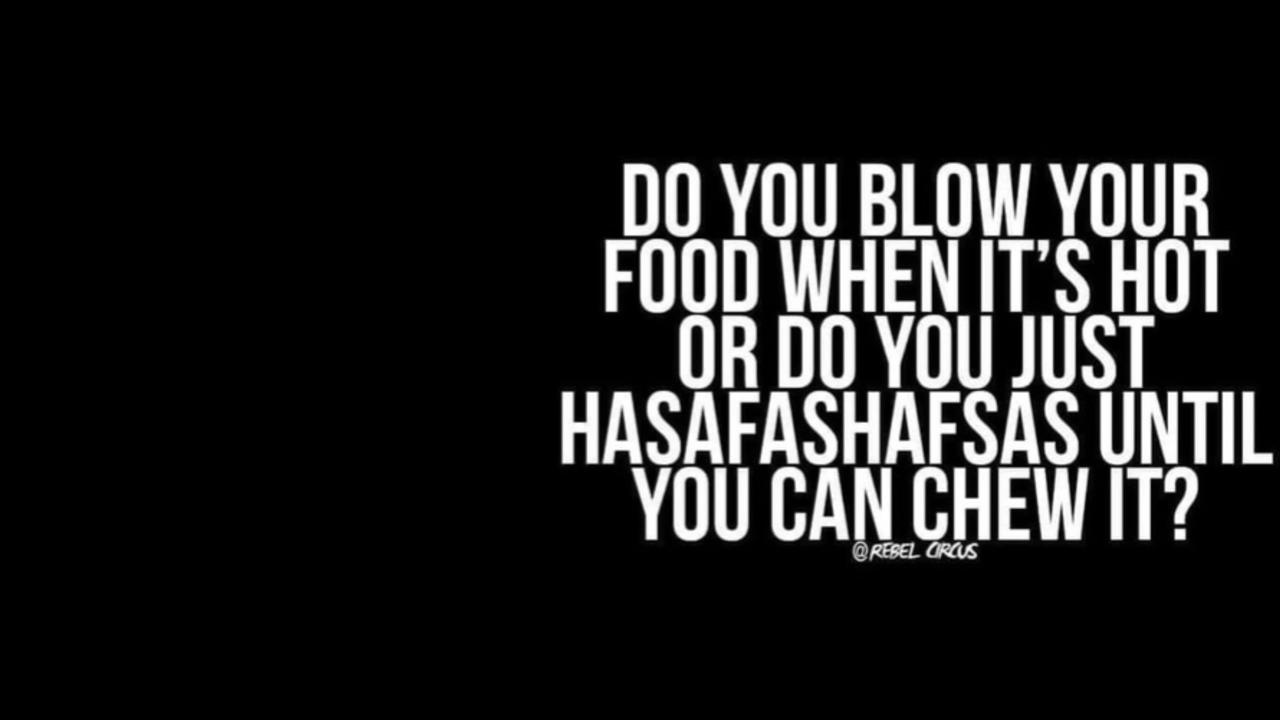 DO YOU BLOW YOUR
FOOD WHEN IT’S HOT
OR DO YOU JUST
HASAFASHAFSAS UNTIL
YOU CAN CHEW IT?
@REBEL CIRCUS